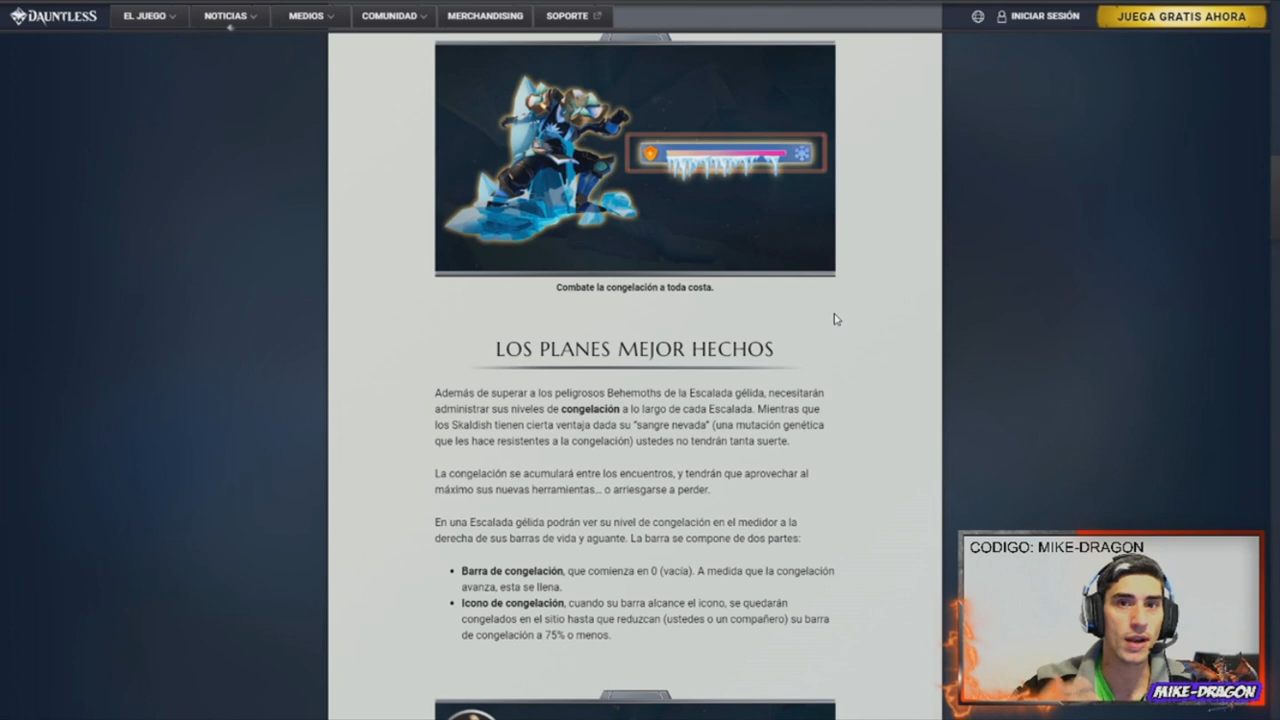 DAUNTLESS
EL JUEGO
NOTICIAS
MEDIOS
COMUNIDAD
MERCHANDISING
SOPORTE
INICIAR SESIÓN
JUEGA GRATIS AHORA
Combate la congelación a toda costa.
LOS PLANES MEJOR HECHOS
Además de superar a los peligrosos Behemoths de la Escalada gélida, necesitarán
administrar sus niveles de congelación a lo largo de cada Escalada. Mientras que
los Skaldish tienen cierta ventaja dada su "sangre nevada" (una mutación genética
que les hace resistentes a la congelación) ustedes no tendrán tanta suerte.
La congelación se acumulará entre los encuentros, y tendrán que aprovechar al
máximo sus nuevas herramientas... o arriesgarse a perder.
En una Escalada gélida podrán ver su nivel de congelación en el medidor a la
derecha de sus barras de vida y aguante. La barra se compone de dos partes:
• Barra de congelación, que comienza en 0 (vacía). A medida que la congelación
avanza, esta se llena.
• Icono de congelación, cuando su barra alcance el icono, se quedarán
congelados en el sitio hasta que reduzcan (ustedes o un compañero) su barra
de congelación a 75% o menos.
CODIGO: MIKE-DRAGON
MIKE-DRAGON